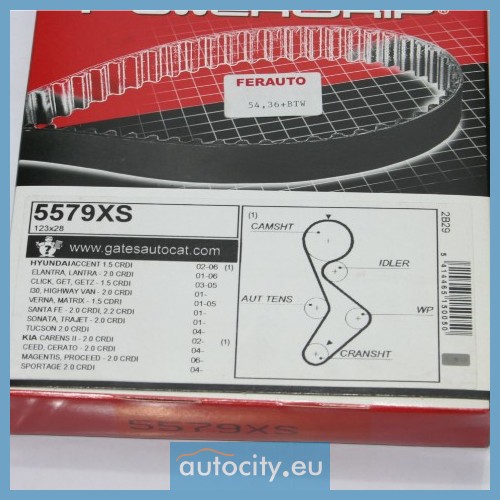 POWERGRIP®
FERAUTO
54,36+BTW
5579XS
123x28
www.gatesautocat.com
HYUNDAI ACCENT 1.5 CRDI 02-06 (1)
ELANTRA, LANTRA - 2.0 CRDI 01-06
CLICK, GET, GETZ - 1.5 CRDI 03-05
I30, HIGHWAY VAN - 2.0 CRDI 01-
VERNA, MATRIX - 1.5 CDRI 01-05
SANTA FE - 2.0 CRDI, 2.2 CRDI 01-
SONATA, TRAJET - 2.0 CRDI 01-
TUCSON 2.0 CRDI 04-
KIA CARENS II - 2.0 CRDI 02- (1)
CEED, CERATO - 2.0 CRDI 04-
MAGENTIS, PROCEED - 2.0 CRDI 06-
SPORTAGE 2.0 CRDI 04-
(1)
CAMSHT
IDLER
AUT TENS
WP
CRANSHT
2B29
5 414465 150050
5579XS
autocity.eu